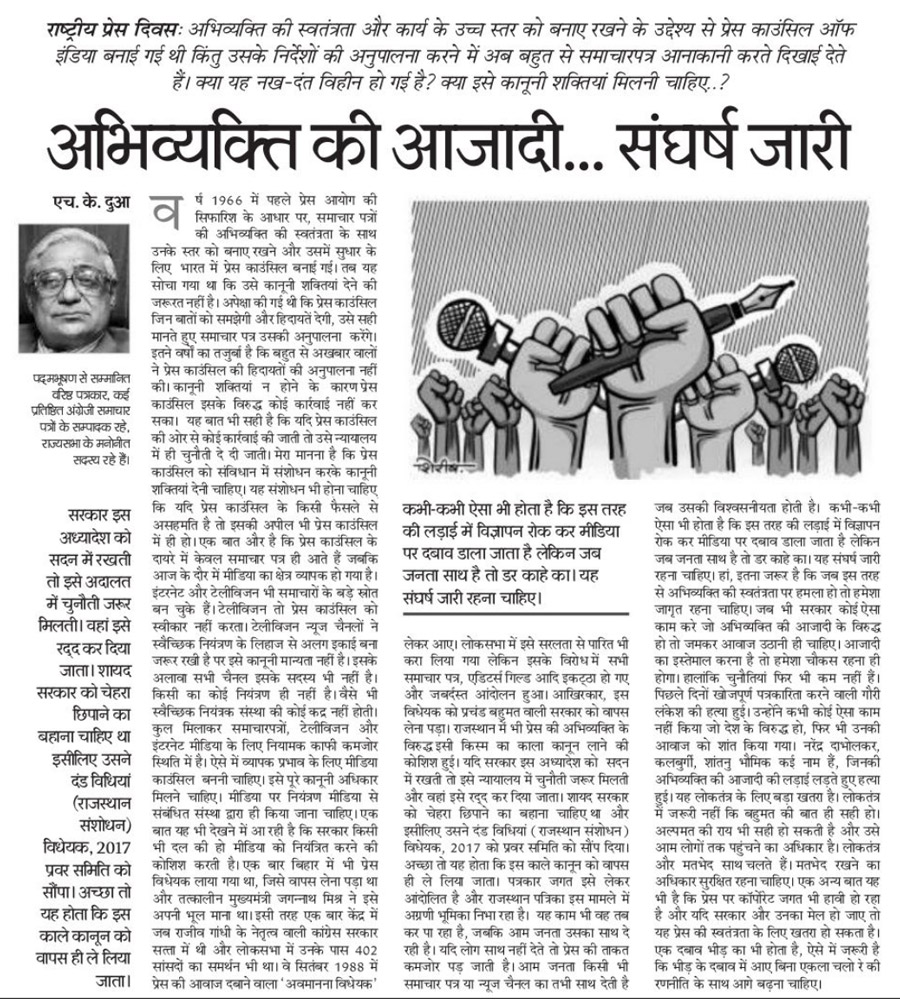 राष्ट्रीय प्रेस दिवसः अभिव्यक्ति की स्वतंत्रता और कार्य के उच्च स्तर को बनाए रखने के उद्देश्य से प्रेस काउंसिल ऑफ
इंडिया बनाई गई थी किंतु उसके निर्देशों की अनुपालना करने में अब बहुत से समाचारपत्र आनाकानी करते दिखाई देते
हैं। क्या यह नख-दंत विहीन हो गई है? क्या इसे कानूनी शक्तियां मिलनी चाहिए..?
अभिव्यक्ति की आजादी... संघर्ष जारी
एच. के. दुआ
पद्मभूषण से सम्मानित
वरिष्ठ पत्रकार, कई
प्रतिष्ठित अंग्रेजी समाचार
पत्रों के सम्पादक रहे,
राज्यसभा के मनोनीत
सदस्य रहे हैं।
सरकार इस
अध्यादेश को
सदन में रखती
तो इसे अदालत
में चुनौती जरूर
मिलती। वहां इसे
रद्द कर दिया
जाता। शायद
सरकार को चेहरा
छिपाने का
बहाना चाहिए था
इसीलिए उसने
दंड विधियां
(राजस्थान
संशोधन)
विधेयक, 2017
प्रवर समिति को
सौंपा। अच्छा तो
यह होता कि इस
काले कानून को
वापस ही ले लिया
जाता।
वर्ष 1966 में पहले प्रेस आयोग की
सिफारिश के आधार पर, समाचार पत्रों
की अभिव्यक्ति की स्वतंत्रता के साथ
उनके स्तर को बनाए रखने और उसमें सुधार के
लिए भारत में प्रेस काउंसिल बनाई गई। तब यह
सोचा गया था कि उसे कानूनी शक्तियां देने की
जरूरत नहीं है। अपेक्षा की गई थी कि प्रेस काउंसिल
जिन बातों को समझेगी और हिदायतें देगी, उसे सही
मानते हुए समाचार पत्र उसकी अनुपालना करेंगे।
इतने वर्षों का तजुर्बा है कि बहुत से अखबार वालों
ने प्रेस काउंसिल की हिदायतों की अनुपालना नहीं
की। कानूनी शक्तियां न होने के कारण प्रेस
काउंसिल इसके विरुद्ध कोई कार्रवाई नहीं कर
सका। यह बात भी सही है कि यदि प्रेस काउंसिल
की ओर से कोई कार्रवाई की जाती तो उसे न्यायालय
में ही चुनौती दे दी जाती। मेरा मानना है कि प्रेस
काउंसिल को संविधान में संशोधन करके कानूनी
शक्तियां देनी चाहिए। यह संशोधन भी होना चाहिए
कि यदि प्रेस काउंसिल के किसी फैसले से
असहमति है तो इसकी अपील भी प्रेस काउंसिल
में ही हो। एक बात और है कि प्रेस काउंसिल के
दायरे में केवल समाचार पत्र ही आते हैं जबकि
आज के दौर में मीडिया का क्षेत्र व्यापक हो गया है।
इंटरनेट और टेलीविजन भी समाचारों के बड़े स्रोत
बन चुके हैं। टेलीविजन तो प्रेस काउंसिल को
स्वीकार नहीं करता। टेलीविजन न्यूज चैनलों ने
स्वैच्छिक नियंत्रण के लिहाज से अलग इकाई बना
जरूर रखी है पर इसे कानूनी मान्यता नहीं है। इसके
अलावा सभी चैनल इसके सदस्य भी नहीं है।
किसी का कोई नियंत्रण ही नहीं है। वैसे भी
स्वैच्छिक नियंत्रक संस्था की कोई कद्र नहीं होती।
कुल मिलाकर समाचारपत्रों, टेलीविजन और
इंटरनेट मीडिया के लिए नियामक काफी कमजोर
स्थिति में है। ऐसे में व्यापक प्रभाव के लिए मीडिया
काउंसिल बननी चाहिए। इसे पूरे कानूनी अधिकार
मिलने चाहिए। मीडिया पर नियंत्रण मीडिया से
संबंधित संस्था द्वारा ही किया जाना चाहिए। एक
बात यह भी देखने में आ रही है कि सरकार किसी
भी दल की हो मीडिया को नियंत्रित करने की
कोशिश करती है। एक बार बिहार में भी प्रेस
विधेयक लाया गया था, जिसे वापस लेना पड़ा था
और तत्कालीन मुख्यमंत्री जगन्नाथ मिश्र ने इसे
अपनी भूल माना था। इसी तरह एक बार केंद्र में
जब राजीव गांधी के नेतृत्व वाली कांग्रेस सरकार
सत्ता में थी और लोकसभा में उनके पास 402
सांसदों का समर्थन भी था। वे सितंबर 1988 में
प्रेस की आवाज दबाने वाला 'अवमानना विधेयक'
कभी-कभी ऐसा भी होता है कि इस तरह
की लड़ाई में विज्ञापन रोक कर मीडिया
पर दबाव डाला जाता है लेकिन जब
जनता साथ है तो डर काहे का। यह
संघर्ष जारी रहना चाहिए।
लेकर आए। लोकसभा में इसे सरलता से पारित भी
करा लिया गया लेकिन इसके विरोध में सभी
समाचार पत्र, एडिटर्स गिल्ड आदि इकट्ठा हो गए
और जबर्दस्त आंदोलन हुआ। आखिरकार, इस
विधेयक को प्रचंड बहुमत वाली सरकार को वापस
लेना पड़ा। राजस्थान में भी प्रेस की अभिव्यक्ति के
विरुद्ध इसी किस्म का काला कानून लाने की
कोशिश हुई। यदि सरकार इस अध्यादेश को सदन
में रखती तो इसे न्यायालय में चुनौती जरूर मिलती
और वहां इसे रद्द कर दिया जाता। शायद सरकार
को चेहरा छिपाने का बहाना चाहिए था और
इसीलिए उसने दंड विधियां (राजस्थान संशोधन)
विधेयक, 2017 को प्रवर समिति को सौंप दिया।
अच्छा तो यह होता कि इस काले कानून को वापस
ही ले लिया जाता। पत्रकार जगत इसे लेकर
आंदोलित है और राजस्थान पत्रिका इस मामले में
अग्रणी भूमिका निभा रहा है। यह काम भी वह तब
कर पा रहा है, जबकि आम जनता उसका साथ दे
रही है। यदि लोग साथ नहीं देते तो प्रेस की ताकत
कमजोर पड़ जाती है। आम जनता किसी भी
समाचार पत्र या न्यूज चैनल का तभी साथ देती है
जब उसकी विश्वसनीयता होती है। कभी-कभी
ऐसा भी होता है कि इस तरह की लड़ाई में विज्ञापन
रोक कर मीडिया पर दबाव डाला जाता है लेकिन
जब जनता साथ है तो डर काहे का। यह संघर्ष जारी
रहना चाहिए। हां, इतना जरूर है कि जब इस तरह
से अभिव्यक्ति की स्वतंत्रता पर हमला हो तो हमेशा
जागृत रहना चाहिए। जब भी सरकार कोई ऐसा
काम करे जो अभिव्यक्ति की आजादी के विरुद्ध
हो तो जमकर आवाज उठानी ही चाहिए। आजादी
का इस्तेमाल करना है तो हमेशा चौकस रहना ही
होगा। हालांकि चुनौतियां फिर भी कम नहीं हैं।
पिछले दिनों खोजपूर्ण पत्रकारिता करने वाली गौरी
लंकेश की हत्या हुई। उन्होंने कभी कोई ऐसा काम
नहीं किया जो देश के विरुद्ध हो, फिर भी उनकी
आवाज को शांत किया गया। नरेंद्र दाभोलकर,
कलबुर्गी, शांतनु भौमिक कई नाम हैं, जिनकी
अभिव्यक्ति की आजादी की लड़ाई लड़ते हुए हत्या
हुई। यह लोकतंत्र के लिए बड़ा खतरा है। लोकतंत्र
में जरूरी नहीं कि बहुमत की बात ही सही हो।
अल्पमत की राय भी सही हो सकती है और उसे
आम लोगों तक पहुंचने का अधिकार है। लोकतंत्र
और मतभेद साथ चलते हैं। मतभेद रखने का
अधिकार सुरक्षित रहना चाहिए। एक अन्य बात यह
भी है कि प्रेस पर कॉर्पोरेट जगत भी हावी हो रहा
है और यदि सरकार और उनका मेल हो जाए तो
यह प्रेस की स्वतंत्रता के लिए खतरा हो सकता है।
एक दबाव भीड़ का भी होता है, ऐसे में जरूरी है
कि भीड़ के दबाव में आए बिना एकला चलो रे की
रणनीति के साथ आगे बढ़ना चाहिए।